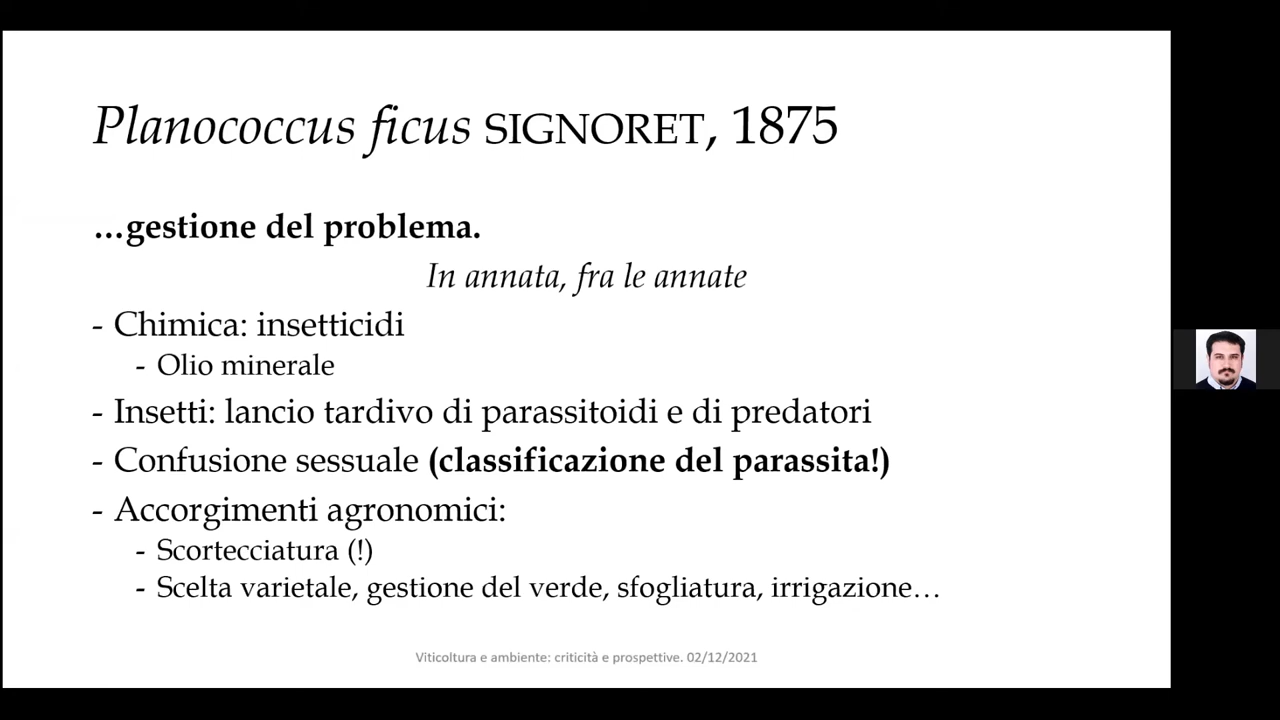 Planococcus ficus SIGNORET, 1875
…gestione del problema.
In annata, fra le annate
- Chimica: insetticidi
- Olio minerale
- Insetti: lancio tardivo di parassitoidi e di predatori
- Confusione sessuale (classificazione del parassita!)
- Accorgimenti agronomici:
- Scortecciatura (!)
- Scelta varietale, gestione del verde, sfogliatura, irrigazione…
Viticoltura e ambiente: criticità e prospettive. 02/12/2021